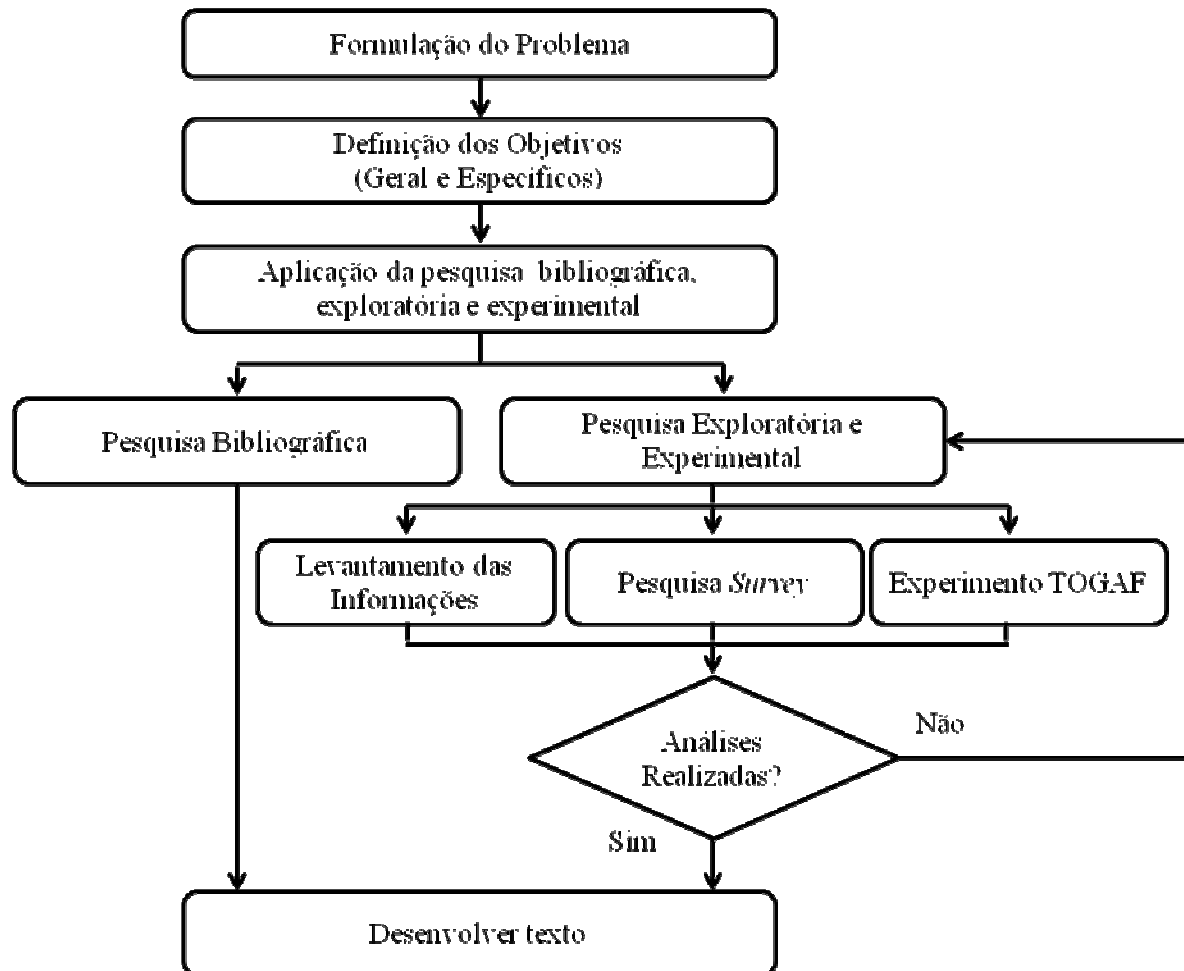 Formulação do Problema
Definição dos Objetivos
(Geral e Específicos)
Aplicação da pesquisa bibliográfica,
exploratória e experimental
Pesquisa Bibliográfica
Pesquisa Exploratória e
Experimental
Levantamento das
Informações
Pesquisa Survey
Experimento TOGAF
Análises
Realizadas?
Não
Sim
Desenvolver texto